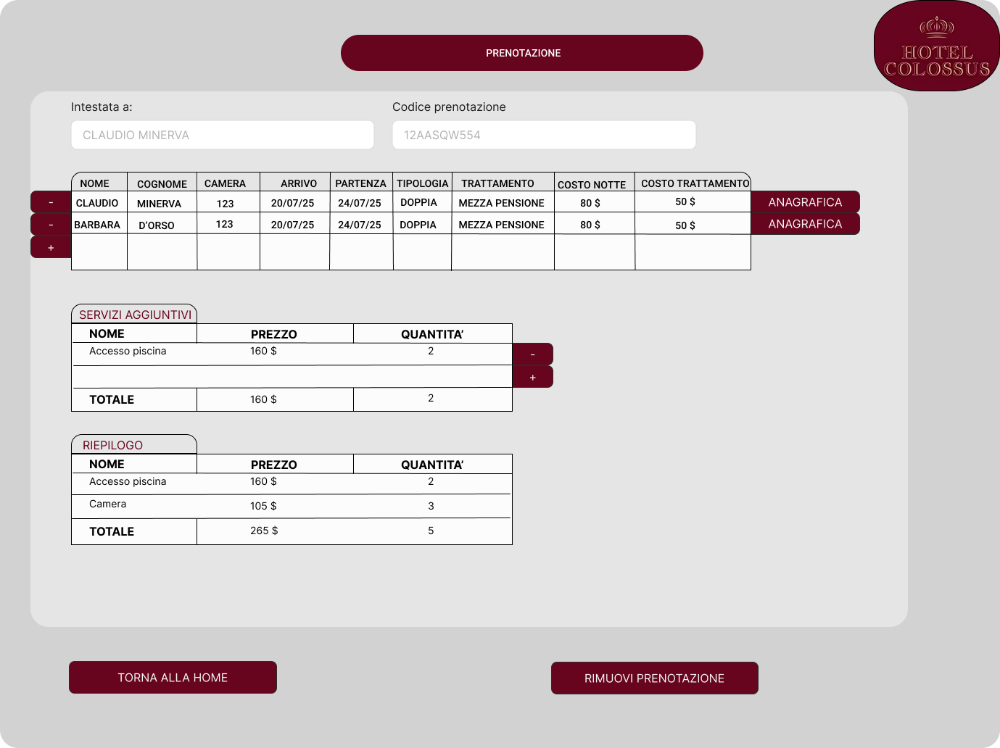 HOTEL
COLOSSUS
PRENOTAZIONE
Intestata a: Codice prenotazione
CLAUDIO MINERVA 12AASQW554
NOME COGNOME CAMERA ARRIVO PARTENZA TIPOLOGIA TRATTAMENTO COSTO NOTTE COSTO TRATTAMENTO
- CLAUDIO MINERVA 123 20/07/25 24/07/25 DOPPIA MEZZA PENSIONE 80 $ 50 $ ANAGRAFICA
- BARBARA D’ORSO 123 20/07/25 24/07/25 DOPPIA MEZZA PENSIONE 80 $ 50 $ ANAGRAFICA
+
SERVIZI AGGIUNTIVI
NOME PREZZO QUANTITA’
Accesso piscina 160 $ 2 -
+
TOTALE 160 $ 2
RIEPILOGO
NOME PREZZO QUANTITA’
Accesso piscina 160 $ 2
Camera 105 $ 3
TOTALE 265 $ 5
TORNA ALLA HOME RIMUOVI PRENOTAZIONE